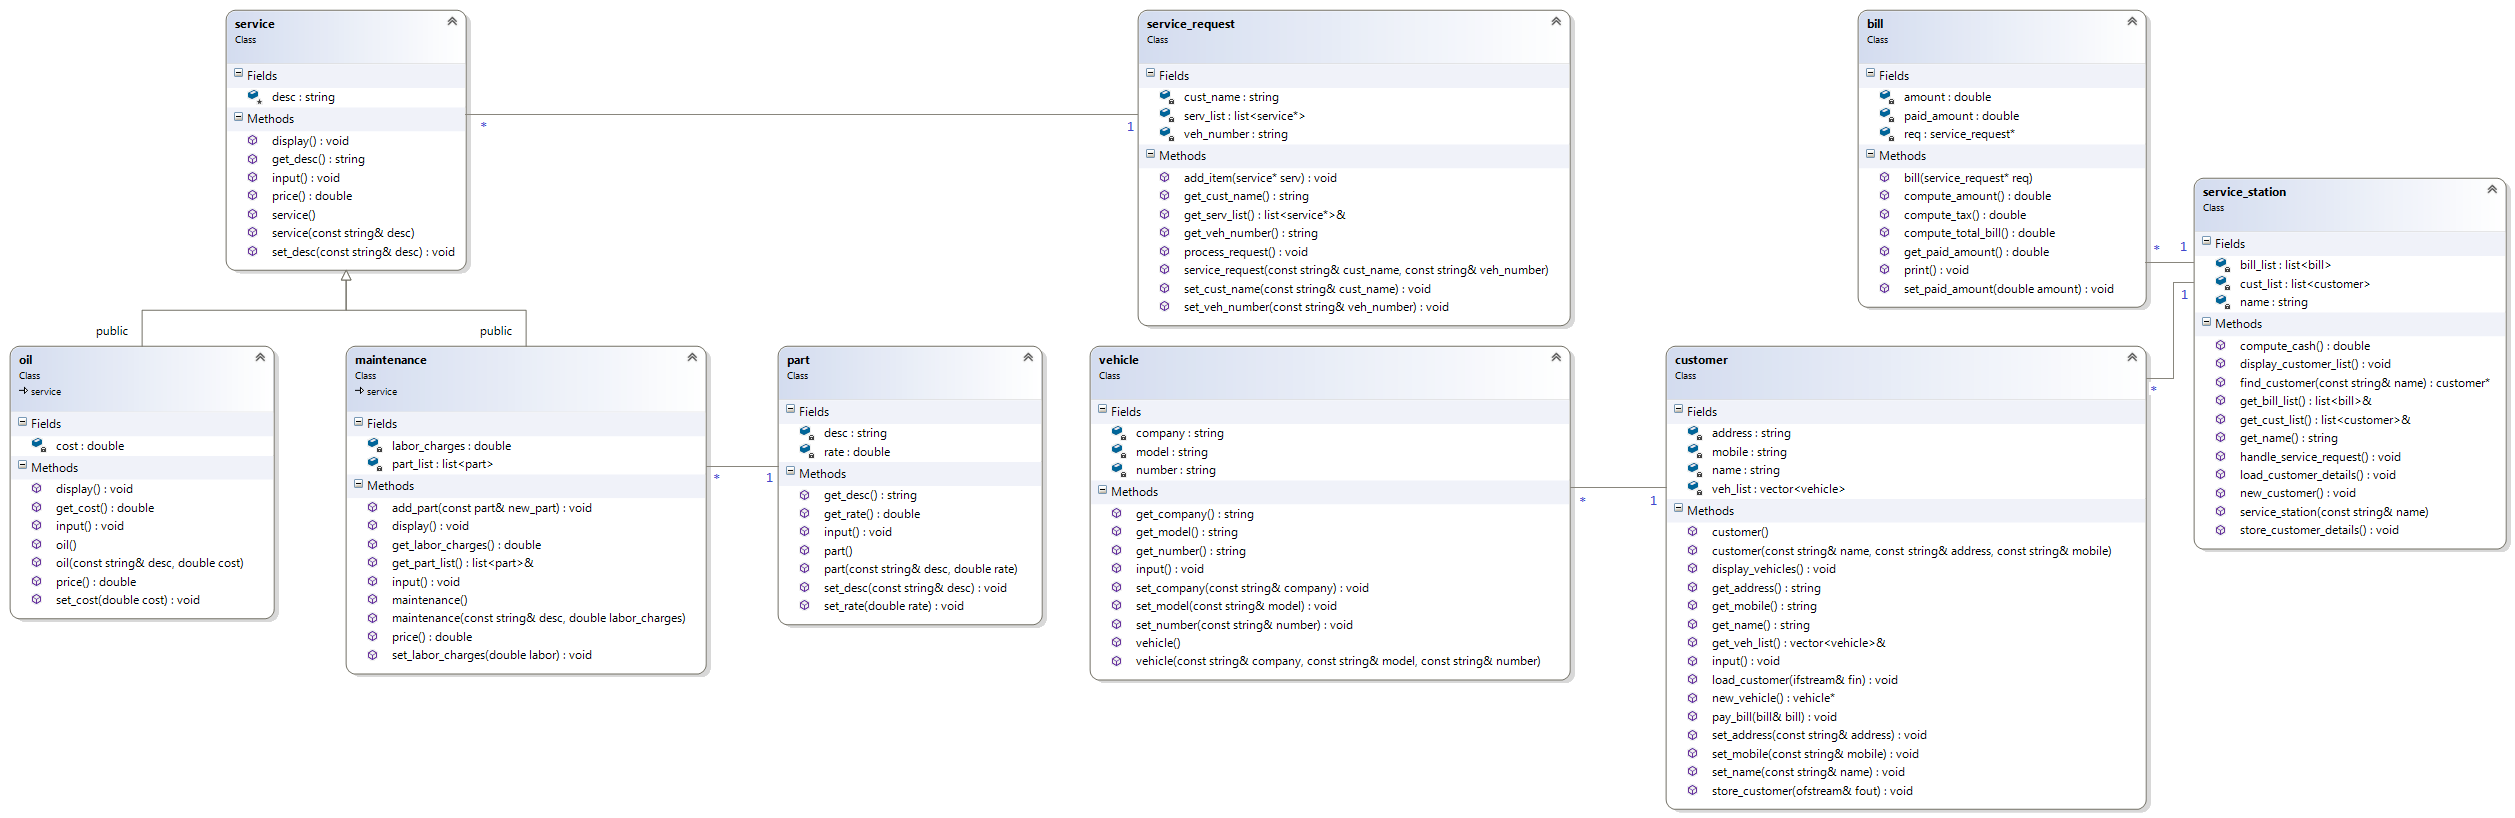 service
Class
Fields
desc : string
Methods
display() : void
get_desc() : string
input() : void
price() : double
service()
service(const string& desc)
set_desc(const string& desc) : void
*
1
service_request
Class
Fields
cust_name : string
serv_list : list<service*>
veh_number : string
Methods
add_item(service* serv) : void
get_cust_name() : string
get_serv_list() : list<service*>&
get_veh_number() : string
process_request() : void
service_request(const string& cust_name, const string& veh_number)
set_cust_name(const string& cust_name) : void
set_veh_number(const string& veh_number) : void
bill
Class
Fields
amount : double
paid_amount : double
req : service_request*
Methods
bill(service_request* req)
compute_amount() : double
compute_tax() : double
compute_total_bill() : double
get_paid_amount() : double
print() : void
set_paid_amount(double amount) : void
*
1
1
*
service_station
Class
Fields
bill_list : list<bill>
cust_list : list<customer>
name : string
Methods
compute_cash() : double
display_customer_list() : void
find_customer(const string& name) : customer*
get_bill_list() : list<bill>&
get_cust_list() : list<customer>&
get_name() : string
handle_service_request() : void
load_customer_details() : void
new_customer() : void
service_station(const string& name)
store_customer_details() : void
public
public
oil
Class
service
Fields
cost : double
Methods
display() : void
get_cost() : double
input() : void
oil()
oil(const string& desc, double cost)
price() : double
set_cost(double cost) : void
maintenance
Class
service
Fields
labor_charges : double
part_list : list<part>
Methods
add_part(const part& new_part) : void
display() : void
get_labor_charges() : double
get_part_list() : list<part>&
input() : void
maintenance()
maintenance(const string& desc, double labor_charges)
price() : double
set_labor_charges(double labor) : void
*
1
part
Class
Fields
desc : string
rate : double
Methods
get_desc() : string
get_rate() : double
input() : void
part()
part(const string& desc, double rate)
set_desc(const string& desc) : void
set_rate(double rate) : void
vehicle
Class
Fields
company : string
model : string
number : string
Methods
get_company() : string
get_model() : string
get_number() : string
input() : void
set_company(const string& company) : void
set_model(const string& model) : void
set_number(const string& number) : void
vehicle()
vehicle(const string& company, const string& model, const string& number)
*
1
customer
Class
Fields
address : string
mobile : string
name : string
veh_list : vector<vehicle>
Methods
customer()
customer(const string& name, const string& address, const string& mobile)
display_vehicles() : void
get_address() : string
get_mobile() : string
get_name() : string
get_veh_list() : vector<vehicle>&
input() : void
load_customer(ifstream& fin) : void
new_vehicle() : vehicle*
pay_bill(bill& bill) : void
set_address(const string& address) : void
set_mobile(const string& mobile) : void
set_name(const string& name) : void
store_customer(ofstream& fout) : void